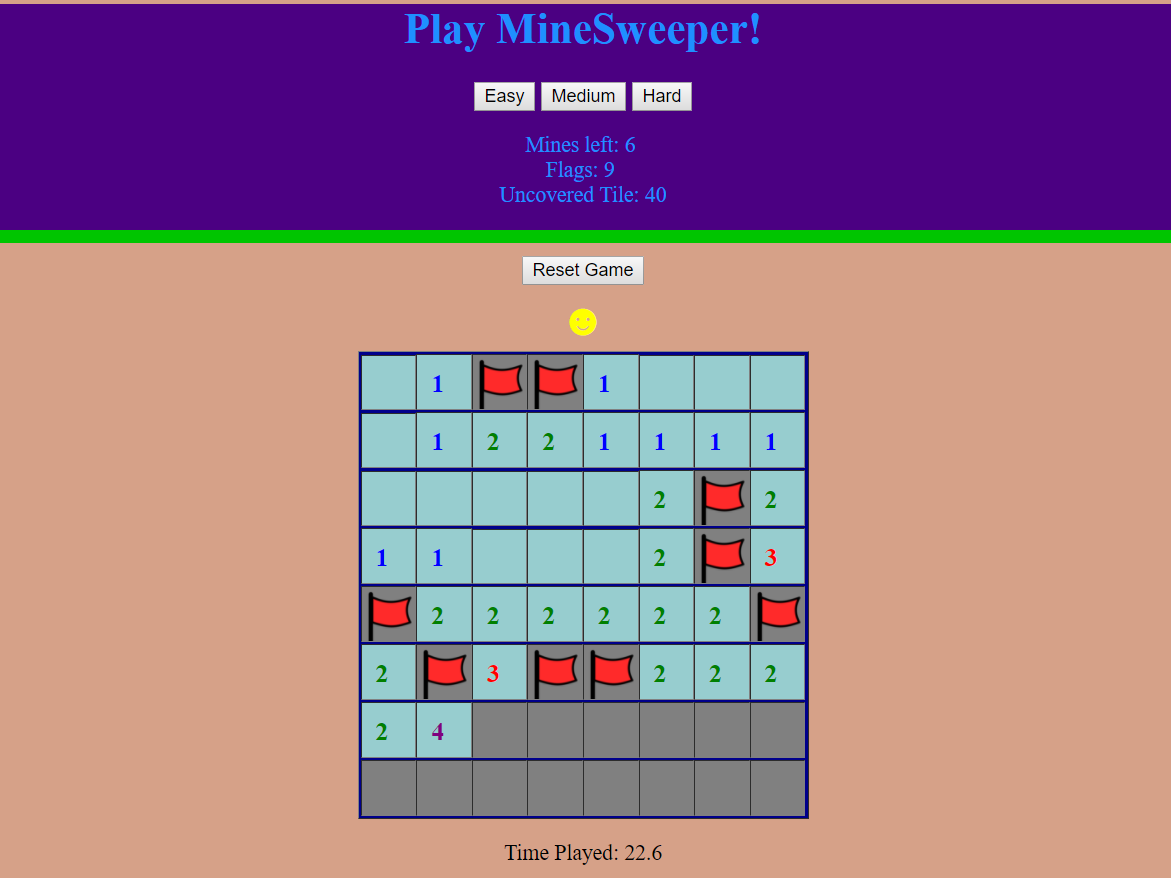 Play MineSweeper!
Easy Medium Hard
Mines left: 6
Flags: 9
Uncovered Tile: 40
Reset Game
1 1
1 2 2 1 1 1 1
2 2
1 1 2 3
2 2 2 2 2 2
2 3 2 2 2
2 4
Time Played: 22.6